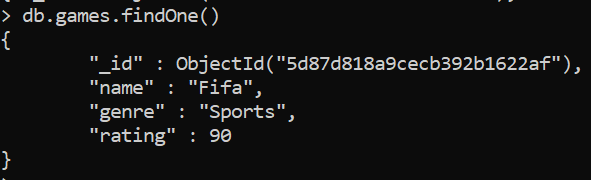 > db.games.findOne()
{
        "_id" : ObjectId("5d87d818a9cecb392b1622af"),
        "name" : "Fifa",
        "genre" : "Sports",
        "rating" : 90
}